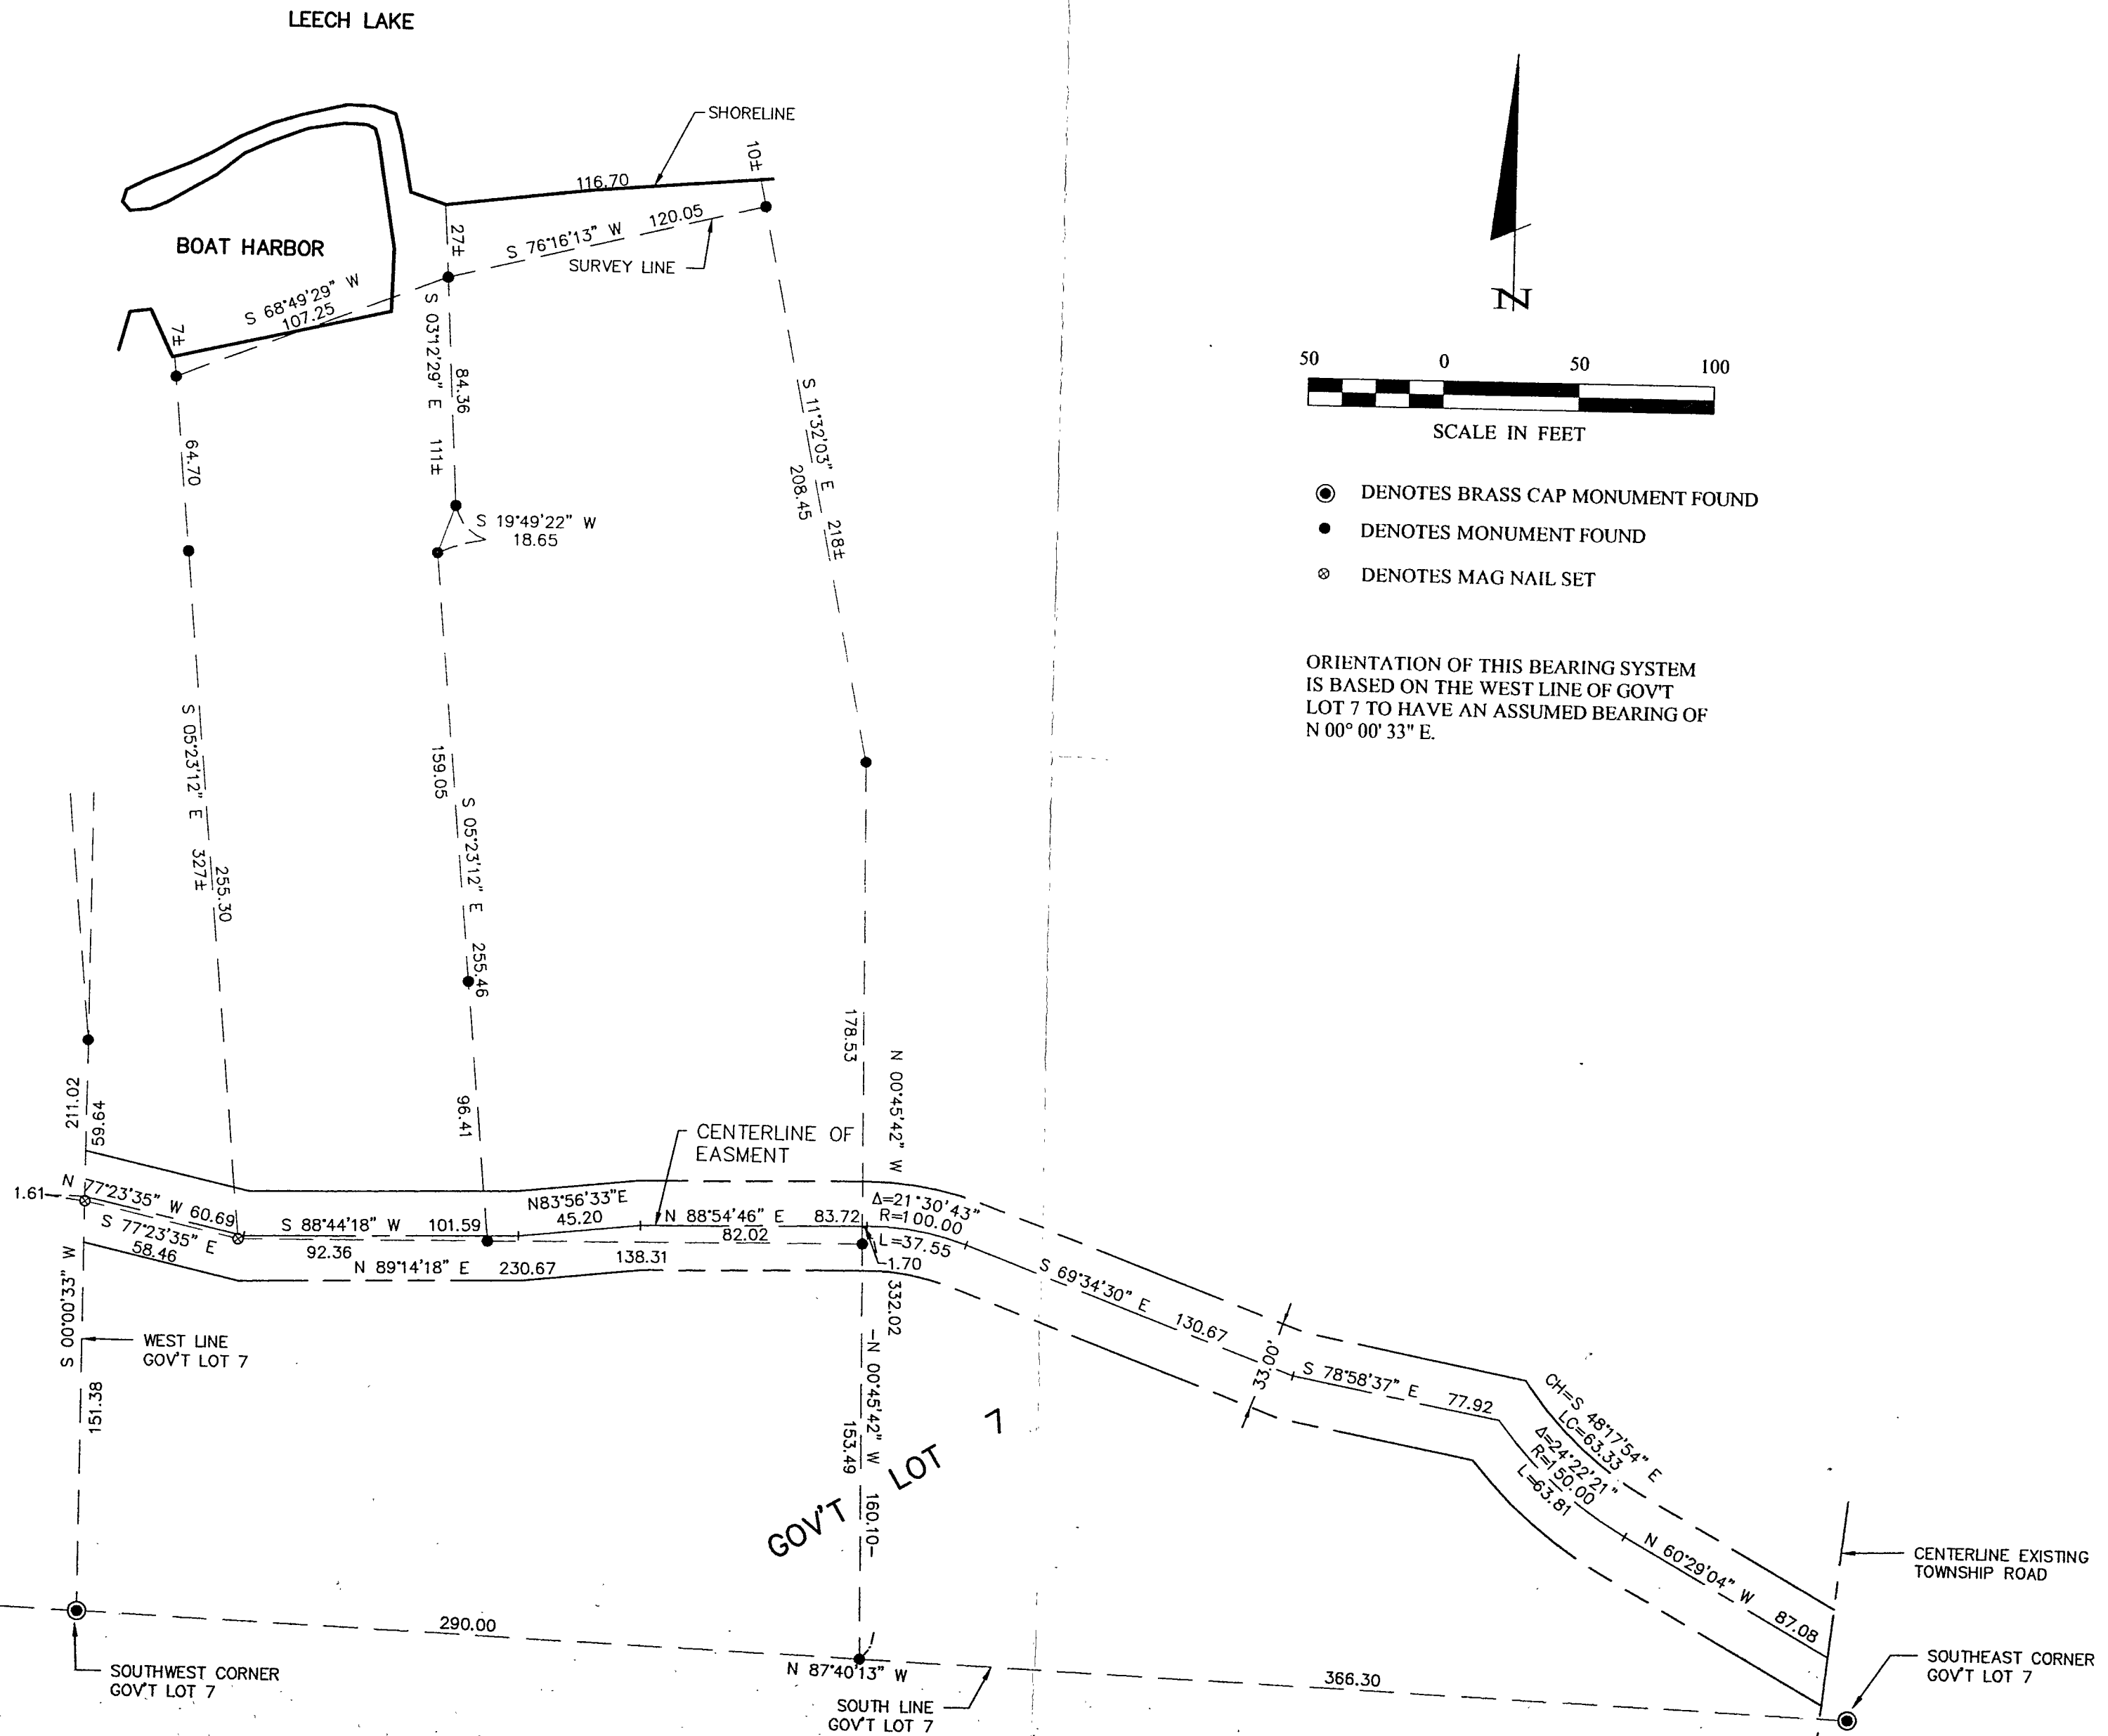 LEECH LAKE
SHORELINE
10±
116.70
27±
S 76°16'13" W 120.05
SURVEY LINE
BOAT HARBOR
S 68°49'29" W
107.25
7±
S 03°12'29" E 111±
84.36
64.70
S 19°49'22" W
18.65
S 11°32'03" E 218±
208.45
N
50 0 50 100
SCALE IN FEET
DENOTES BRASS CAP MONUMENT FOUND
DENOTES MONUMENT FOUND
DENOTES MAG NAIL SET
ORIENTATION OF THIS BEARING SYSTEM
IS BASED ON THE WEST LINE OF GOV'T
LOT 7 TO HAVE AN ASSUMED BEARING OF
N 00° 00' 33" E.
S 05°23'12" E 327±
255.30
159.05
S 05°23'12" E 255.46
96.41
178.53
N 00°45'42" W
332.02
211.02
59.64
CENTERLINE OF
EASMENT
1.61
N 77°23'35" W 60.69
S 77°23'35" E
58.46
S 88°44'18" W 101.59
92.36
N83°56'33"E
45.20
N 88°54'46" E 83.72
82.02
138.31
N 89°14'18" E 230.67
Δ=21°30'43"
R=100.00
L=37.55
1.70
S 69°34'30" E 130.67
33.00'
S 78°58'37" E 77.92
CH=S 48°17'54" E
LC=63.33
Δ=24°22'21"
R=150.00
L=63.81
N 60°29'04" W 87.08
CENTERLINE EXISTING
TOWNSHIP ROAD
S 00°00'33" W
WEST LINE
GOV'T LOT 7
151.38
N 00°45'42" W 160.10
153.49
GOV'T LOT 7
290.00
N 87°40'13" W
366.30
SOUTHWEST CORNER
GOV'T LOT 7
SOUTH LINE
GOV'T LOT 7
SOUTHEAST CORNER
GOV'T LOT 7